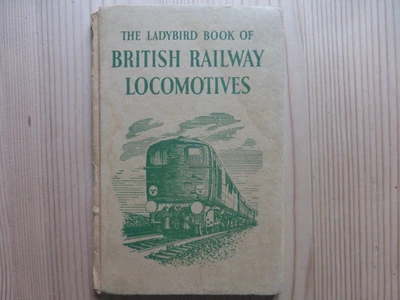 THE LADYBIRD BOOK OF
BRITISH RAILWAY
LOCOMOTIVES